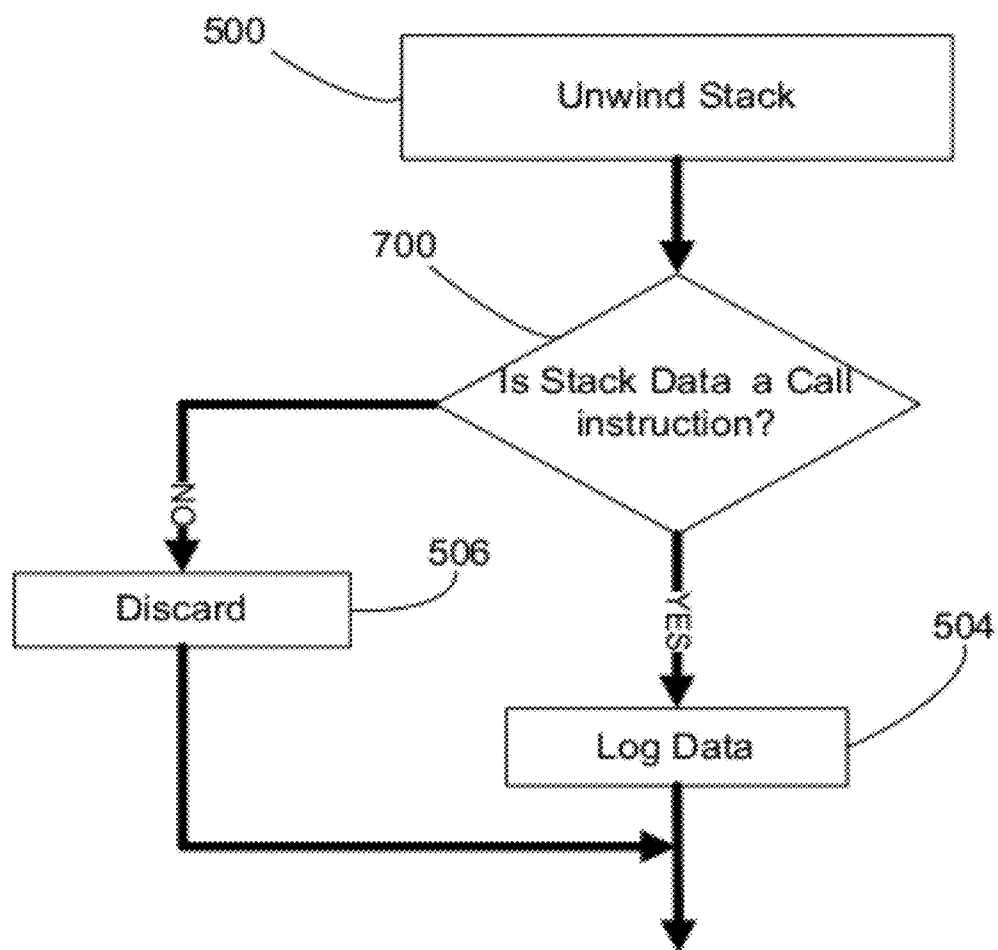 500
Unwind Stack
700
Is Stack Data a Call
instruction?
NO
506
Discard
YES
504
Log Data